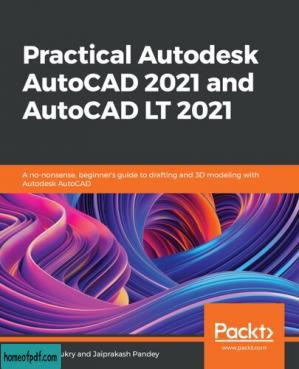 Practical Autodesk
AutoCAD 2021 and
AutoCAD LT 2021
A no-nonsense, beginner's guide to drafting and 3D modeling with
Autodesk AutoCAD
Packt>
www.packt.com
ukry and Jaiprakash Pandey
homeofpdf.com